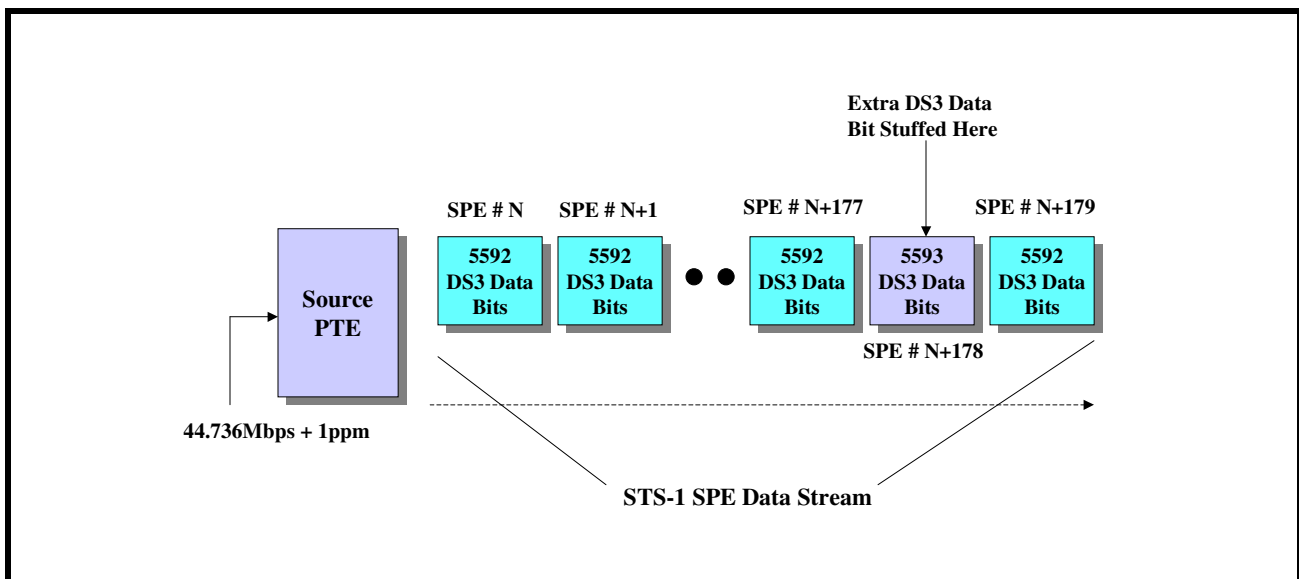 Extra DS3 Data
Bit Stuffed Here
SPE # N
SPE # N+1
SPE # N+177
SPE # N+179
Source
PTE
5592
DS3 Data
Bits
5592
DS3 Data
Bits
5592
DS3 Data
Bits
5593
DS3 Data
Bits
5592
DS3 Data
Bits
SPE # N+178
44.736Mbps + 1ppm
STS-1 SPE Data Stream